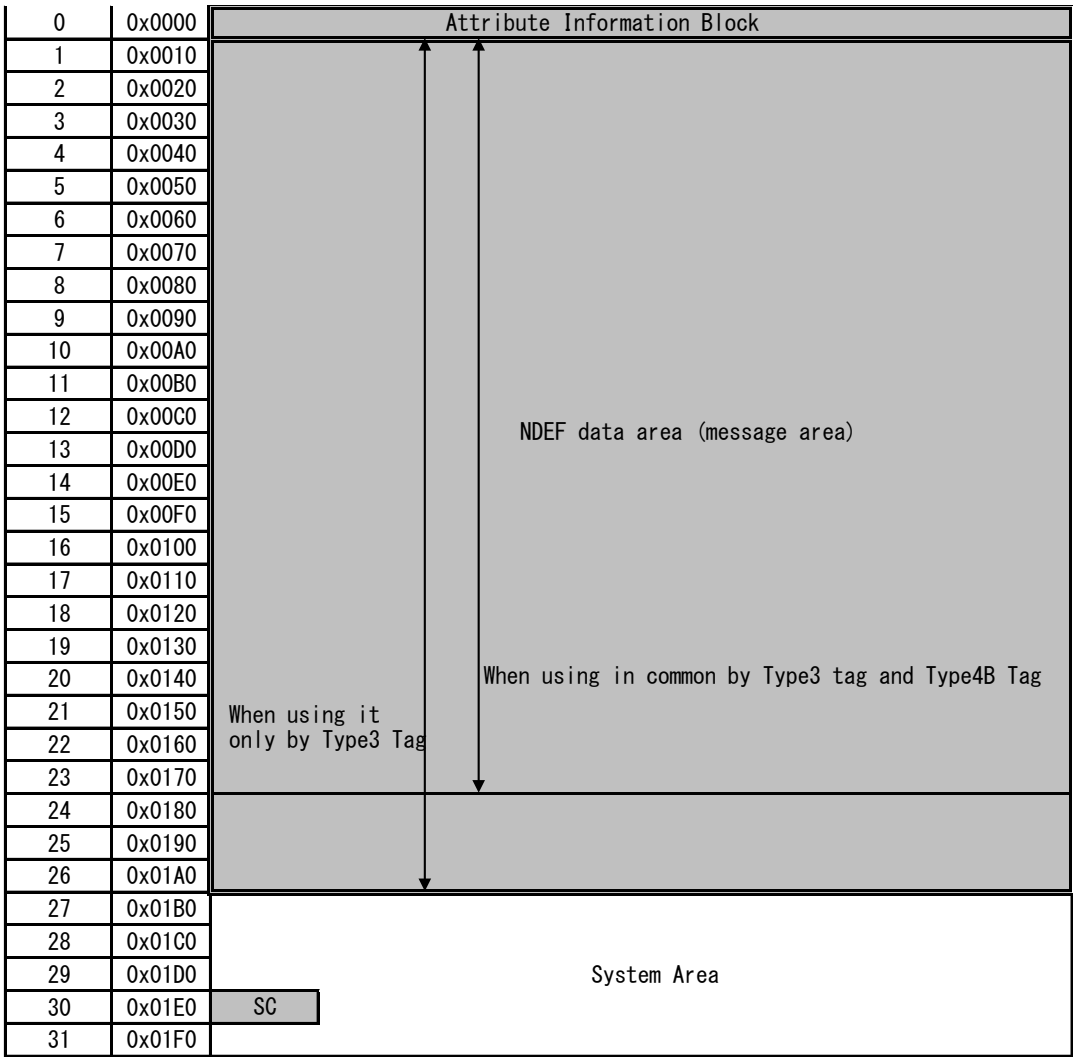 0 0x0000 Attribute Information Block
1 0x0010
2 0x0020
3 0x0030
4 0x0040
5 0x0050
6 0x0060
7 0x0070
8 0x0080
9 0x0090
10 0x00A0
11 0x00B0
12 0x00C0
NDEF data area (message area)
13 0x00D0
14 0x00E0
15 0x00F0
16 0x0100
17 0x0110
18 0x0120
19 0x0130
20 0x0140 When using in common by Type3 tag and Type4B Tag
21 0x0150 When using it
22 0x0160 only by Type3 Tag
23 0x0170
24 0x0180
25 0x0190
26 0x01A0
27 0x01B0
28 0x01C0
29 0x01D0 System Area
30 0x01E0 SC
31 0x01F0